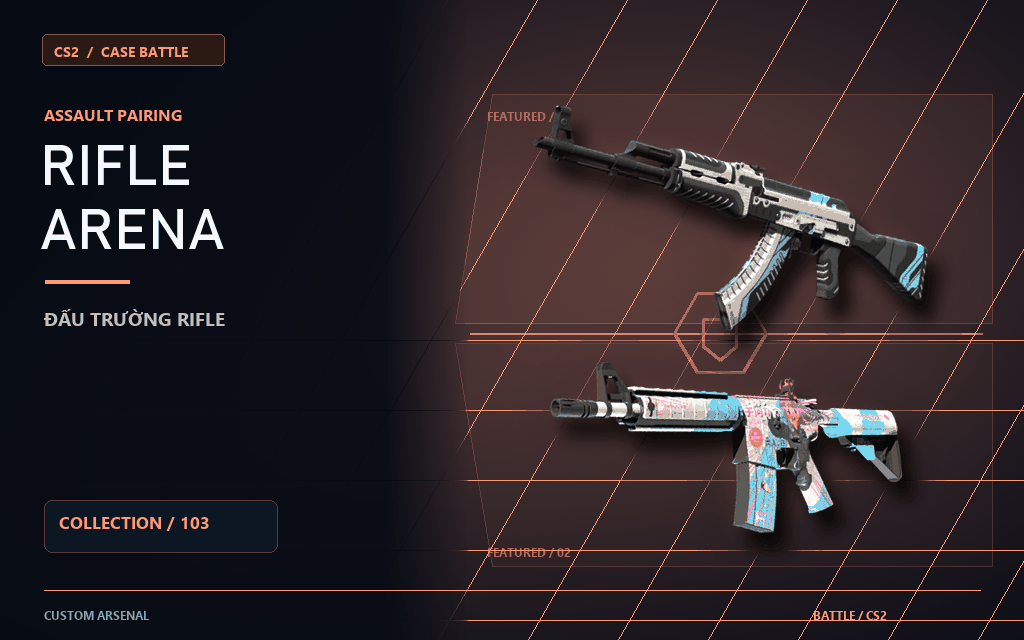 CS2 / CASE BATTLE
ASSAULT PAIRING
RIFLE
ARENA
ĐẤU TRƯỜNG RIFLE
COLLECTION / 103
CUSTOM ARSENAL
FEATURED /
FEATURED / 02
BATTLE / CS2